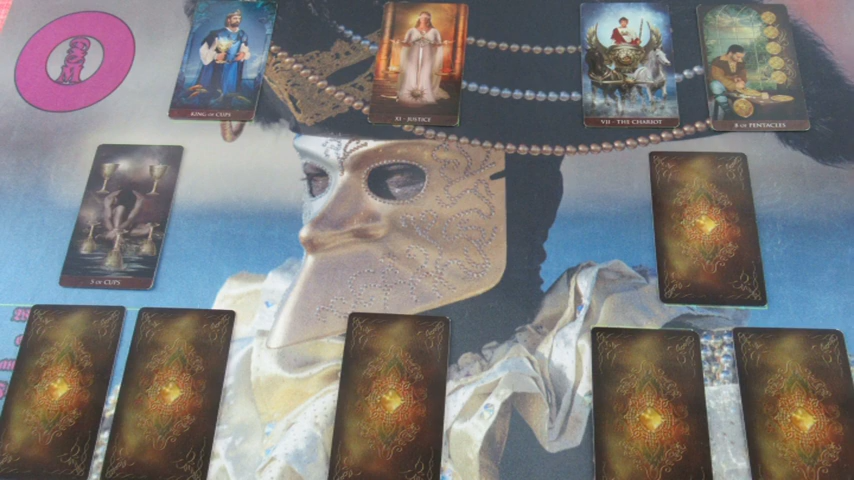 KING OF CUPS
XI - JUSTICE
VII - THE CHARIOT
8 OF PENTACLES
5 OF CUPS